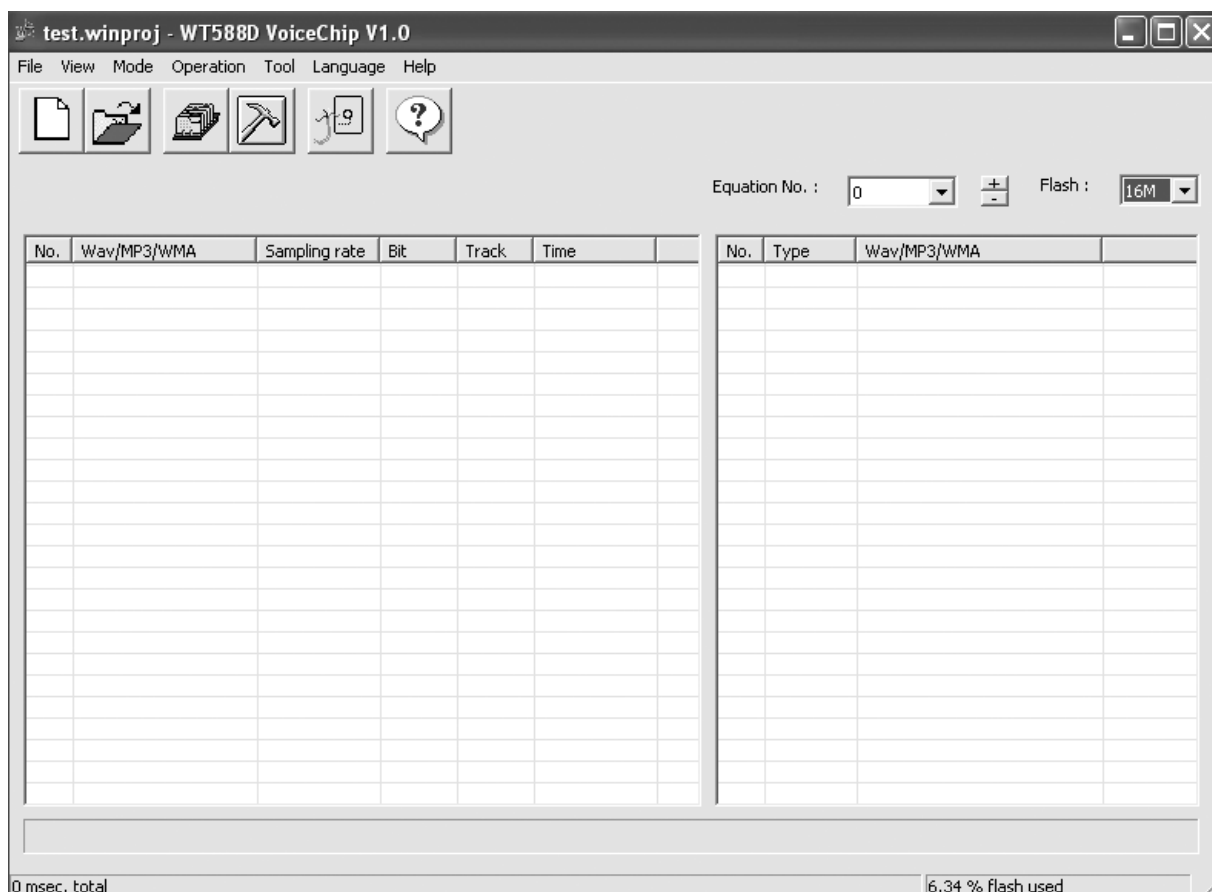 test.winproj - WT588D VoiceChip V1.0
File View Mode Operation Tool Language Help
Equation No. : 0 + - Flash : 16M
No. Wav/MP3/WMA Sampling rate Bit Track Time No. Type Wav/MP3/WMA
0 msec. total 6.34 % flash used